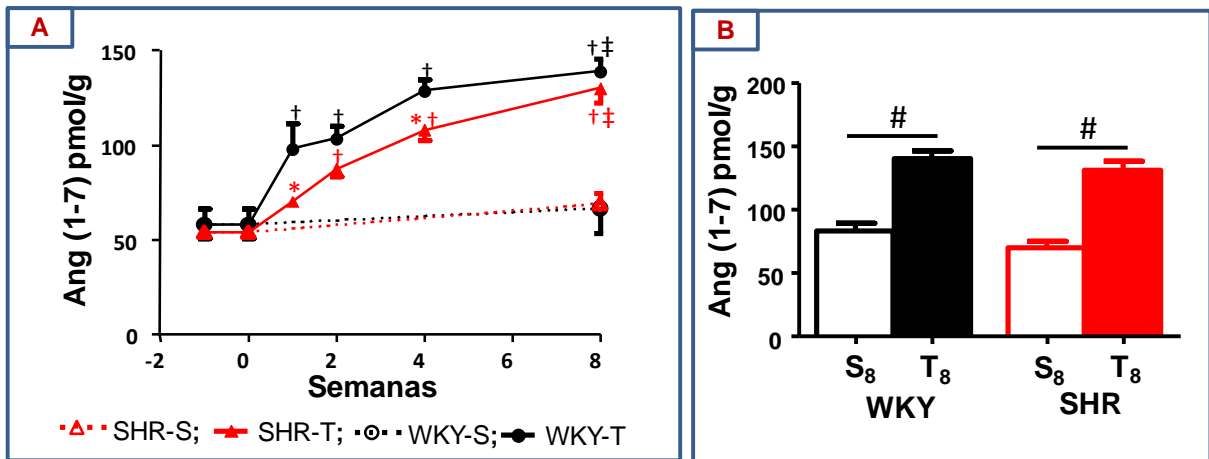 A
Ang (1-7) pmol/g
150
100
50
0
† † † †‡
* † *† †‡
-2 0 2 4 6 8
Semanas
SHR-S; SHR-T; WKY-S; WKY-T
B
Ang (1-7) pmol/g
200
150
100
50
0
# #
S₈ T₈ S₈ T₈
WKY SHR